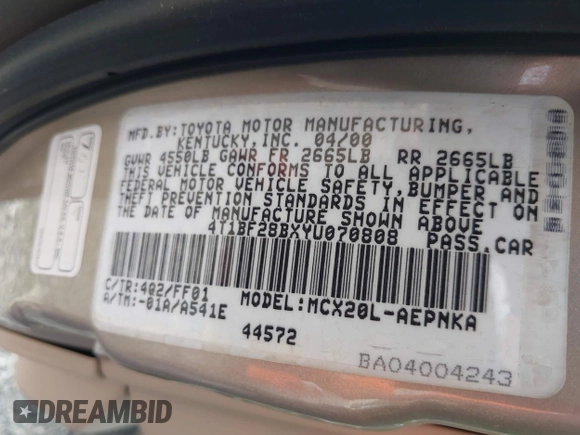 MFD.BY:TOYOTA MOTOR MANUFACTURING,
KENTUCKY,INC. 04/00
GVWR 4550LB GAWR FR 2665LB RR 2665LB
THIS VEHICLE CONFORMS TO ALL APPLICABLE
FEDERAL MOTOR VEHICLE SAFETY,BUMPER AND
THEFT PREVENTION STANDARDS IN EFFECT ON
THE DATE OF MANUFACTURE SHOWN ABOVE
4T1BF28BXYU070808 PASS.CAR
C/TR:4Q2/FF01
A/TM:-01A/A541E
MODEL:MCX20L-AEPNKA
44572
BA04004243
DREAMBID